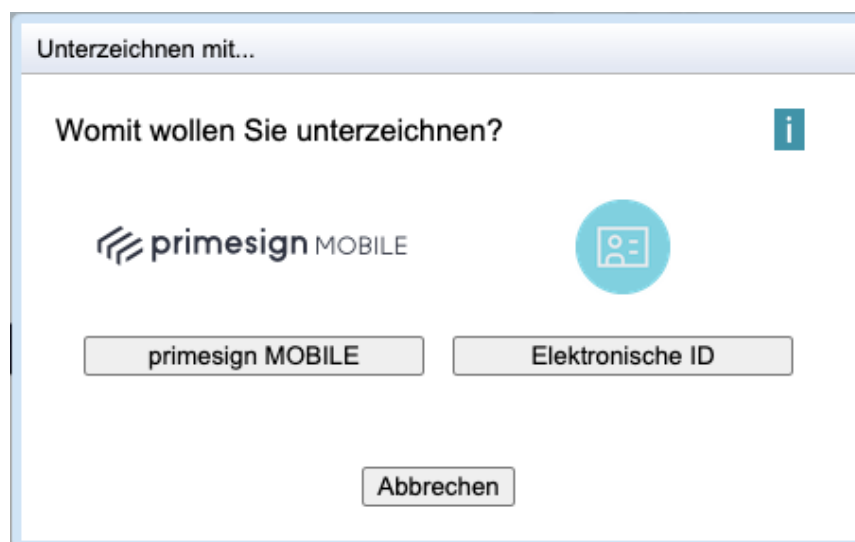 Unterzeichnen mit...
Womit wollen Sie unterzeichnen?
i
primesign MOBILE
primesign MOBILE
Elektronische ID
Abbrechen